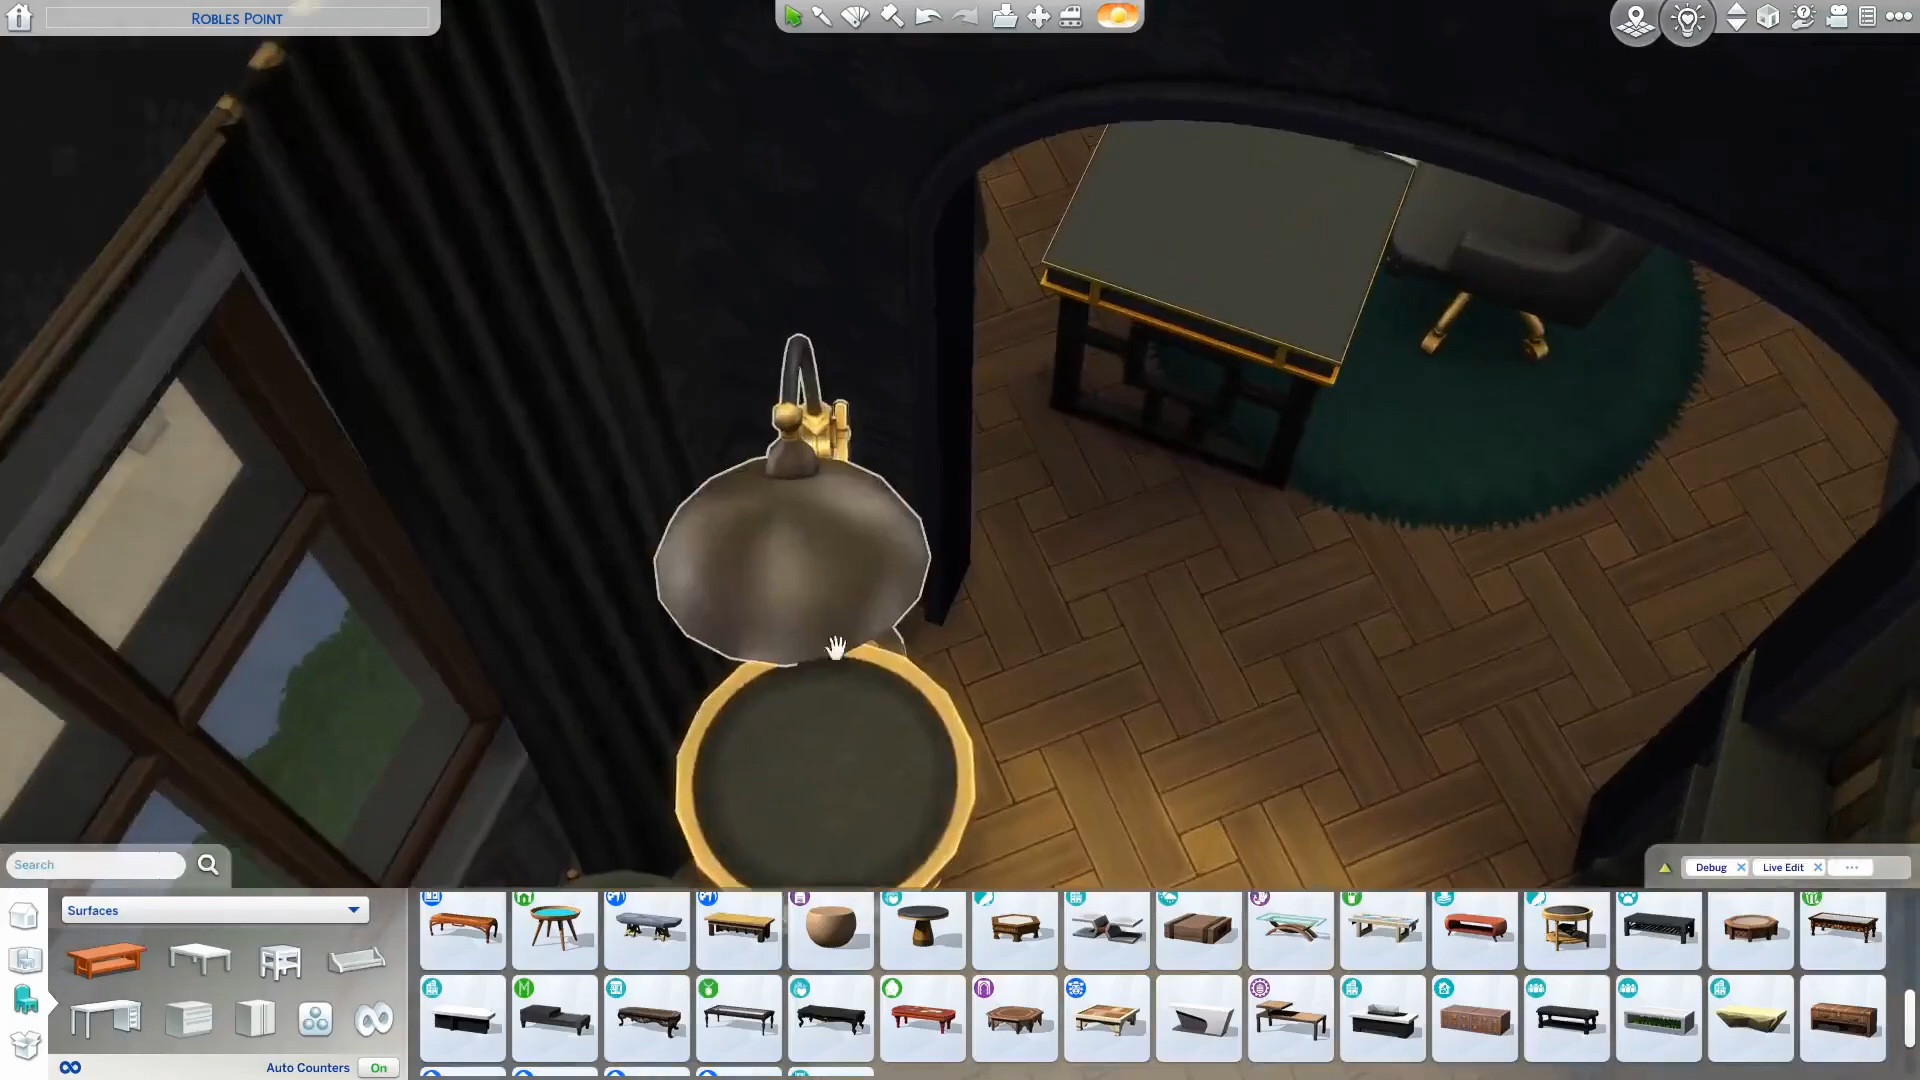 Robles Point
Search
Debug
Live Edit
Surfaces
Auto Counters
On